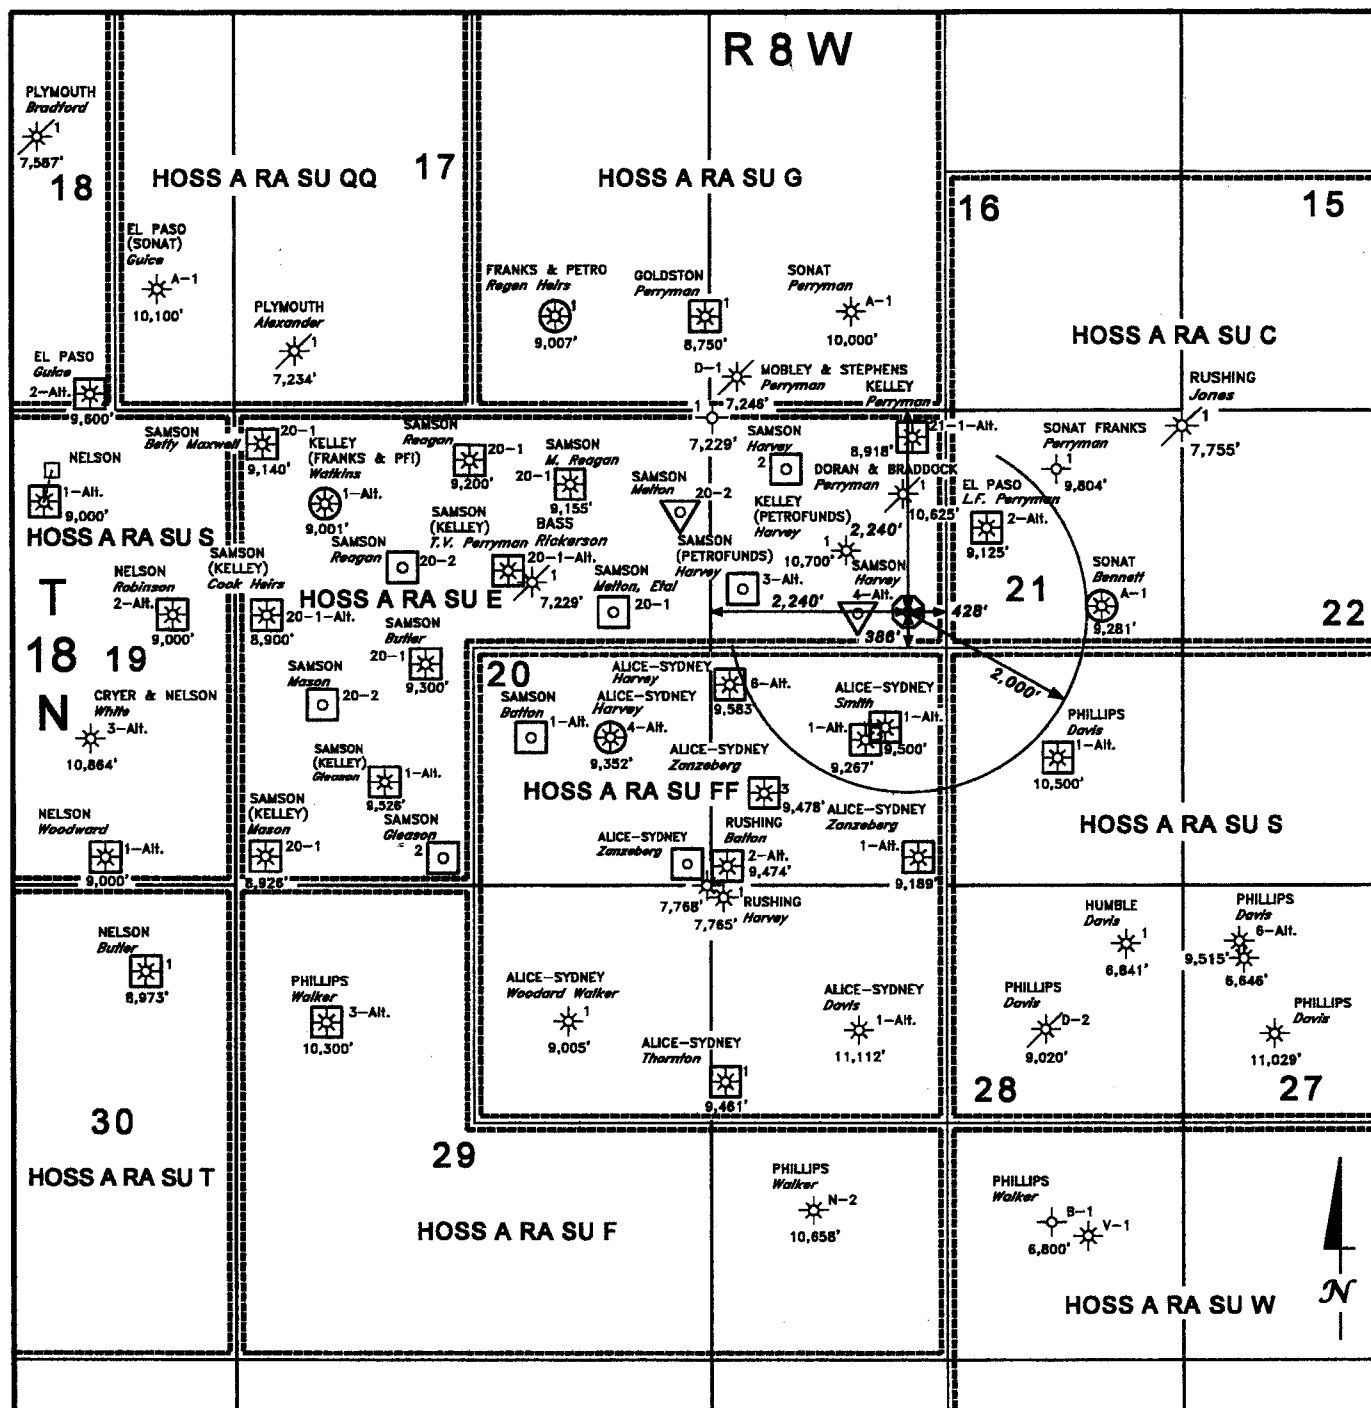 R 8 W
PLYMOUTH
Bradford
1
7,587'
18
HOSS A RA SU QQ
17
HOSS A RA SU G
16
15
EL PASO
(SONAT)
Guice
A-1
10,100'
PLYMOUTH
Alexander
1
7,234'
FRANKS & PETRO
Regen Heirs
1
9,007'
GOLDSTON
Perryman
1
8,750'
SONAT
Perryman
A-1
10,000'
HOSS A RA SU C
EL PASO
Guice
2-Alt.
9,600'
D-1
MOBLEY & STEPHENS
Perryman
7,246'
KELLEY
Perryman
21-1-Alt.
8,918'
RUSHING
Jones
1
7,755'
1
7,229'
SAMSON
Betty Maxwell
20-1
9,140'
KELLEY
(FRANKS & PFI)
Watkins
1-Alt.
9,001'
SAMSON
Reagan
20-1
9,200'
SAMSON
M. Reagan
20-1
9,155'
SAMSON
Melton
20-2
SAMSON
Harvey
2
DORAN & BRADDOCK
Perryman
1
10,625'
SONAT FRANKS
Perryman
1
9,804'
NELSON
1-Alt.
9,000'
HOSS A RA SU S
EL PASO
L.F. Perryman
2-Alt.
9,125'
KELLEY
(PETROFUNDS)
Harvey
2,240'
1
10,700'
SAMSON
(KELLEY)
T.V. Perryman
20-1-Alt.
BASS
Rickerson
7,229'
SAMSON
Reagan
20-2
SAMSON
(PETROFUNDS)
Harvey
3-Alt.
SAMSON
Harvey
4-Alt.
2,240'
428'
386'
2,000'
21
SONAT
Bennett
A-1
9,281'
22
T
18
N
19
NELSON
Robinson
2-Alt.
9,000'
SAMSON
(KELLEY)
Cook Heirs
20-1-Alt.
8,900'
HOSS A RA SU E
SAMSON
Melton, Etal
20-1
SAMSON
Butler
20-1
9,300'
SAMSON
Mason
20-2
CRYER & NELSON
White
3-Alt.
10,864'
20
ALICE-SYDNEY
Harvey
6-Alt.
9,583'
SAMSON
Batton
1-Alt.
ALICE-SYDNEY
Harvey
4-Alt.
9,352'
ALICE-SYDNEY
Smith
1-Alt.
1-Alt.
2
9,500'
9,267'
PHILLIPS
Davis
1-Alt.
10,500'
SAMSON
(KELLEY)
Gleason
1-Alt.
9,526'
ALICE-SYDNEY
Zanzeberg
3
9,478'
HOSS A RA SU FF
HOSS A RA SU S
NELSON
Woodward
1-Alt.
9,000'
SAMSON
(KELLEY)
Mason
20-1
8,926'
SAMSON
Gleason
2
ALICE-SYDNEY
Zanzeberg
RUSHING
Batton
2-Alt.
9,474'
ALICE-SYDNEY
Zanzeberg
1-Alt.
9,189'
7,768'
1
7,765'
RUSHING
Harvey
NELSON
Butler
1
8,973'
PHILLIPS
Walker
3-Alt.
10,300'
ALICE-SYDNEY
Woodard Walker
1
9,005'
ALICE-SYDNEY
Davis
1-Alt.
11,112'
HUMBLE
Davis
1
6,841'
PHILLIPS
Davis
6-Alt.
9,515'
5,646'
PHILLIPS
Davis
D-2
9,020'
PHILLIPS
Davis
11,029'
ALICE-SYDNEY
Thornton
1
9,461'
28
27
30
29
HOSS A RA SU T
HOSS A RA SU F
PHILLIPS
Walker
N-2
10,658'
PHILLIPS
Walker
B-1
V-1
6,800'
HOSS A RA SU W
N